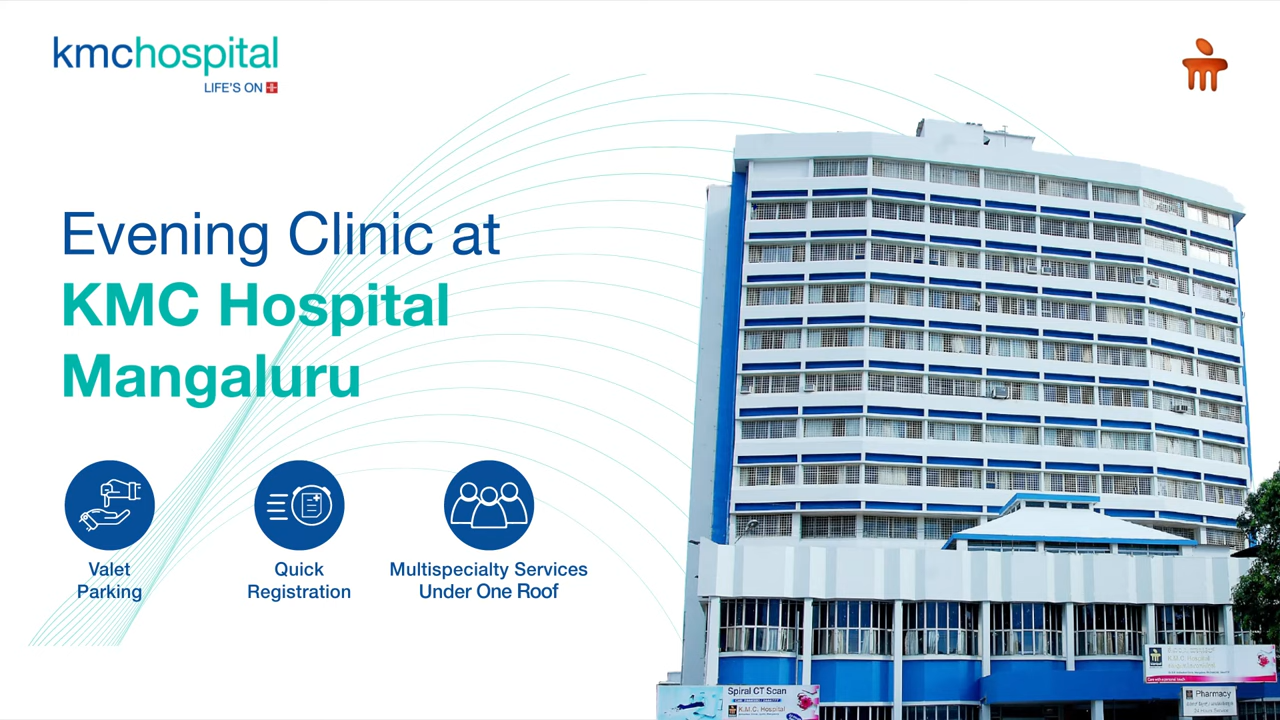 kmchospital
LIFE'S ON
Evening Clinic at
KMC Hospital
Mangaluru
Valet
Parking
Quick
Registration
Multispecialty Services
Under One Roof
Spiral CT Scan
K.M.C. Hospital
K.M.C. Hospital
Pharmacy